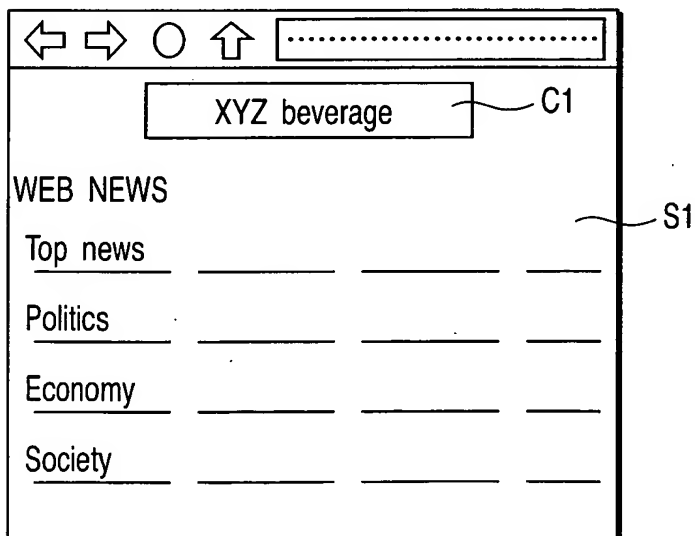 XYZ beverage C1
WEB NEWS
S1
Top news
Politics
Economy
Society